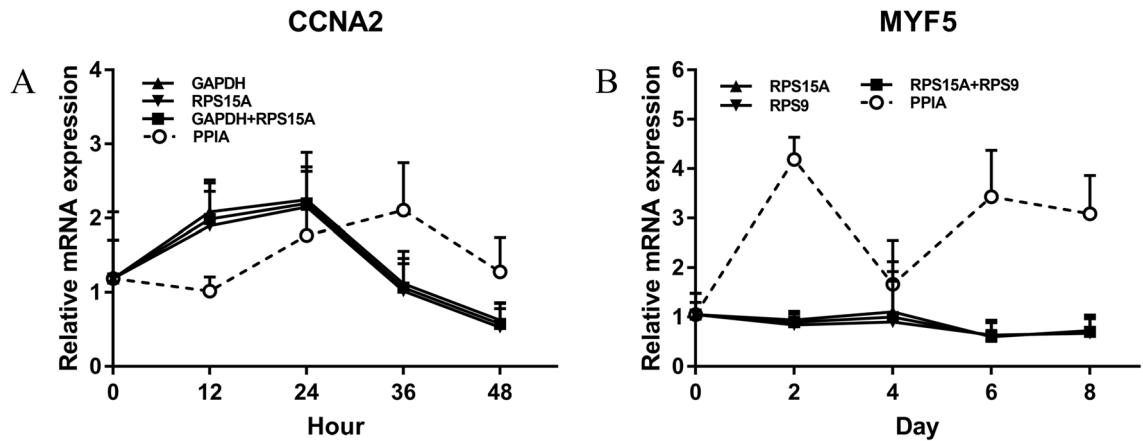 CCNA2
A
Relative mRNA expression
4
3
2
1
0
GAPDH
RPS15A
GAPDH+RPS15A
PPIA
0 12 24 36 48
Hour
MYF5
B
Relative mRNA expression
6
5
4
3
2
1
0
RPS15A RPS15A+RPS9
RPS9 PPIA
0 2 4 6 8
Day